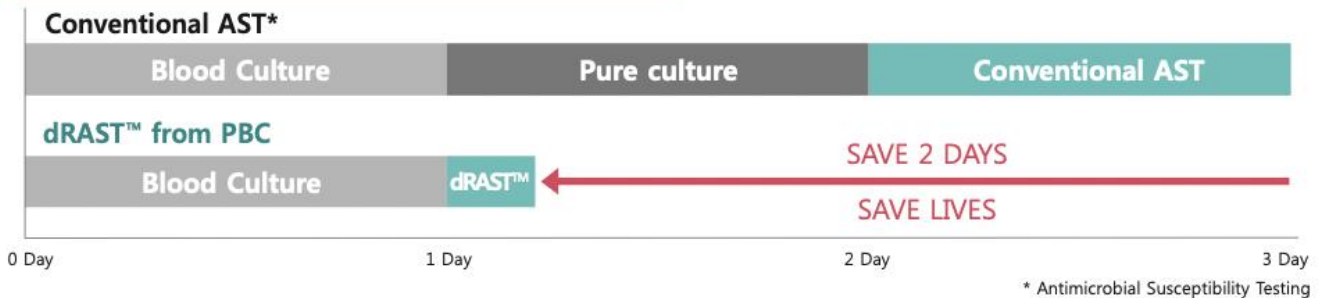 Conventional AST*
Blood Culture Pure culture Conventional AST
dRAST™ from PBC
SAVE 2 DAYS
Blood Culture dRAST™
SAVE LIVES
0 Day 1 Day 2 Day 3 Day
* Antimicrobial Susceptibility Testing